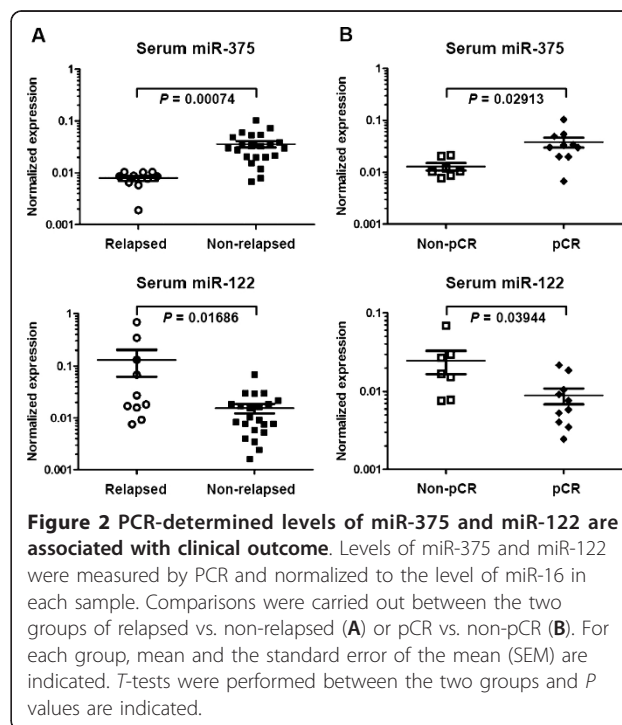 A
B
Serum miR-375
Serum miR-375
Normalized expression
1
0.1
0.01
0.001
P = 0.00074
Relapsed
Non-relapsed
Normalized expression
1
0.1
0.01
0.001
P = 0.02913
Non-pCR
pCR
Serum miR-122
Serum miR-122
Normalized expression
1
0.1
0.01
0.001
P = 0.01686
Relapsed
Non-relapsed
Normalized expression
0.1
0.01
0.001
P = 0.03944
Non-pCR
pCR
Figure 2 PCR-determined levels of miR-375 and miR-122 are
associated with clinical outcome. Levels of miR-375 and miR-122
were measured by PCR and normalized to the level of miR-16 in
each sample. Comparisons were carried out between the two
groups of relapsed vs. non-relapsed (A) or pCR vs. non-pCR (B). For
each group, mean and the standard error of the mean (SEM) are
indicated. T-tests were performed between the two groups and P
values are indicated.